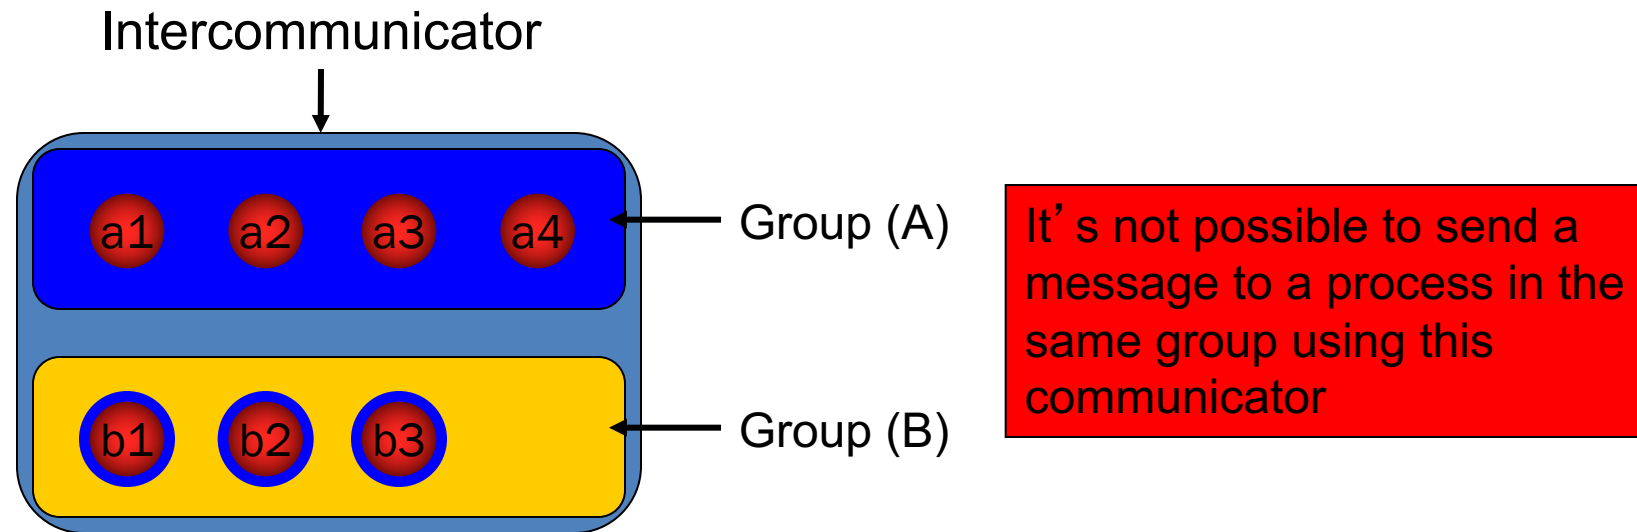 Intercommunicator
a1 a2 a3 a4
Group (A)
It’s not possible to send a
message to a process in the
same group using this
communicator
b1 b2 b3
Group (B)